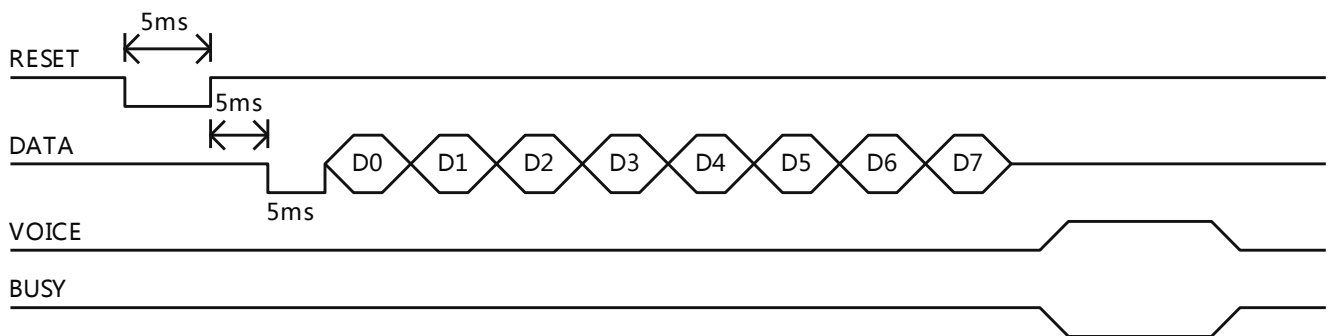 5ms
RESET
5ms
DATA
D0 D1 D2 D3 D4 D5 D6 D7
5ms
VOICE
BUSY